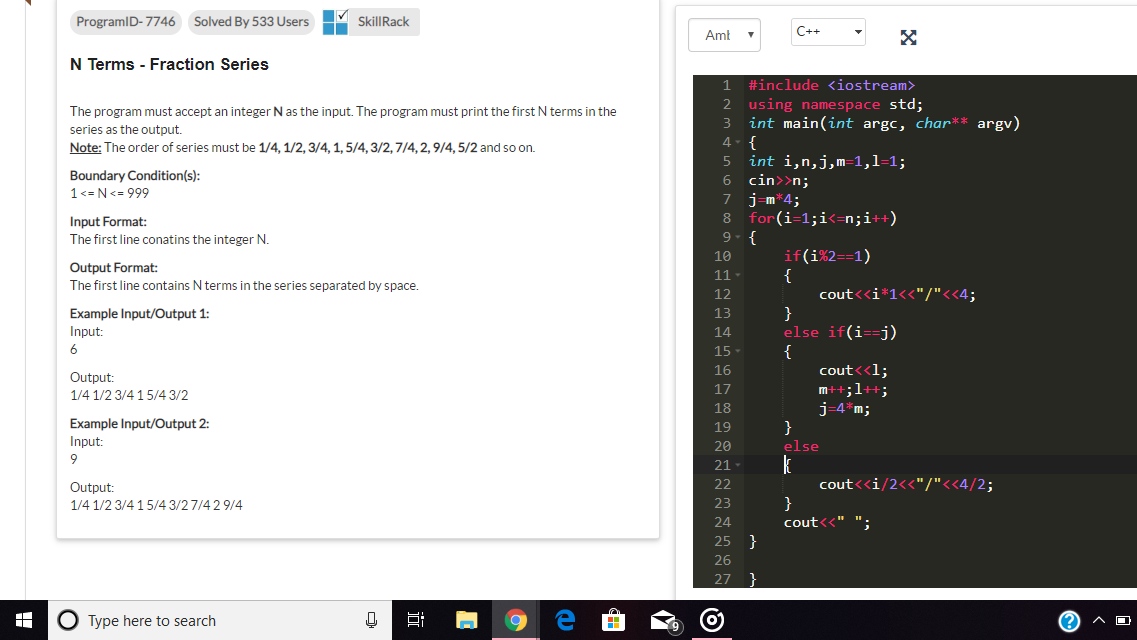 ProgramID- 7746 Solved By 533 Users SkillRack
N Terms - Fraction Series
The program must accept an integer N as the input. The program must print the first N terms in the
series as the output.
Note: The order of series must be 1/4, 1/2, 3/4, 1, 5/4, 3/2, 7/4, 2, 9/4, 5/2 and so on.
Boundary Condition(s):
1 <= N <= 999
Input Format:
The first line conatins the integer N.
Output Format:
The first line contains N terms in the series separated by space.
Example Input/Output 1:
Input:
6
Output:
1/4 1/2 3/4 1 5/4 3/2
Example Input/Output 2:
Input:
9
Output:
1/4 1/2 3/4 1 5/4 3/2 7/4 2 9/4
Aml C++
1 #include <iostream>
2 using namespace std;
3 int main(int argc, char** argv)
4 {
5 int i,n,j,m=1,l=1;
6 cin>>n;
7 j=m*4;
8 for(i=1;i<=n;i++)
9 {
10 if(i%2==1)
11 {
12 cout<<i*1<<"/"<<4;
13 }
14 else if(i==j)
15 {
16 cout<<l;
17 m++;l++;
18 j=4*m;
19 }
20 else
21 {
22 cout<<i/2<<"/"<<4/2;
23 }
24 cout<<" ";
25 }
26
27 }
Type here to search
9